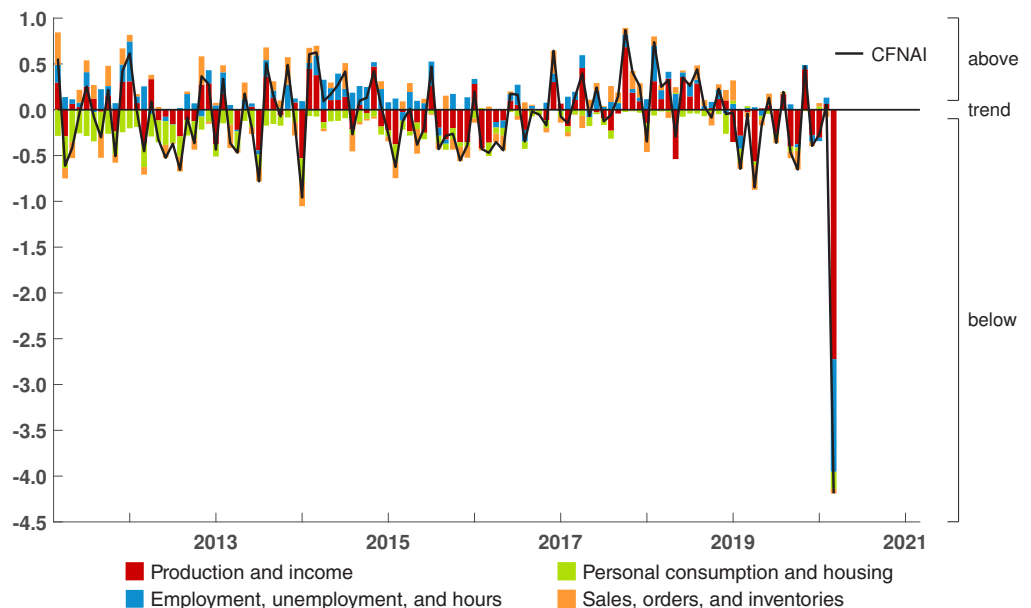 1.0
0.5
0.0
-0.5
-1.0
-1.5
-2.0
-2.5
-3.0
-3.5
-4.0
-4.5
CFNAI
above
trend
below
2013 2015 2017 2019 2021
Production and income
Personal consumption and housing
Employment, unemployment, and hours
Sales, orders, and inventories